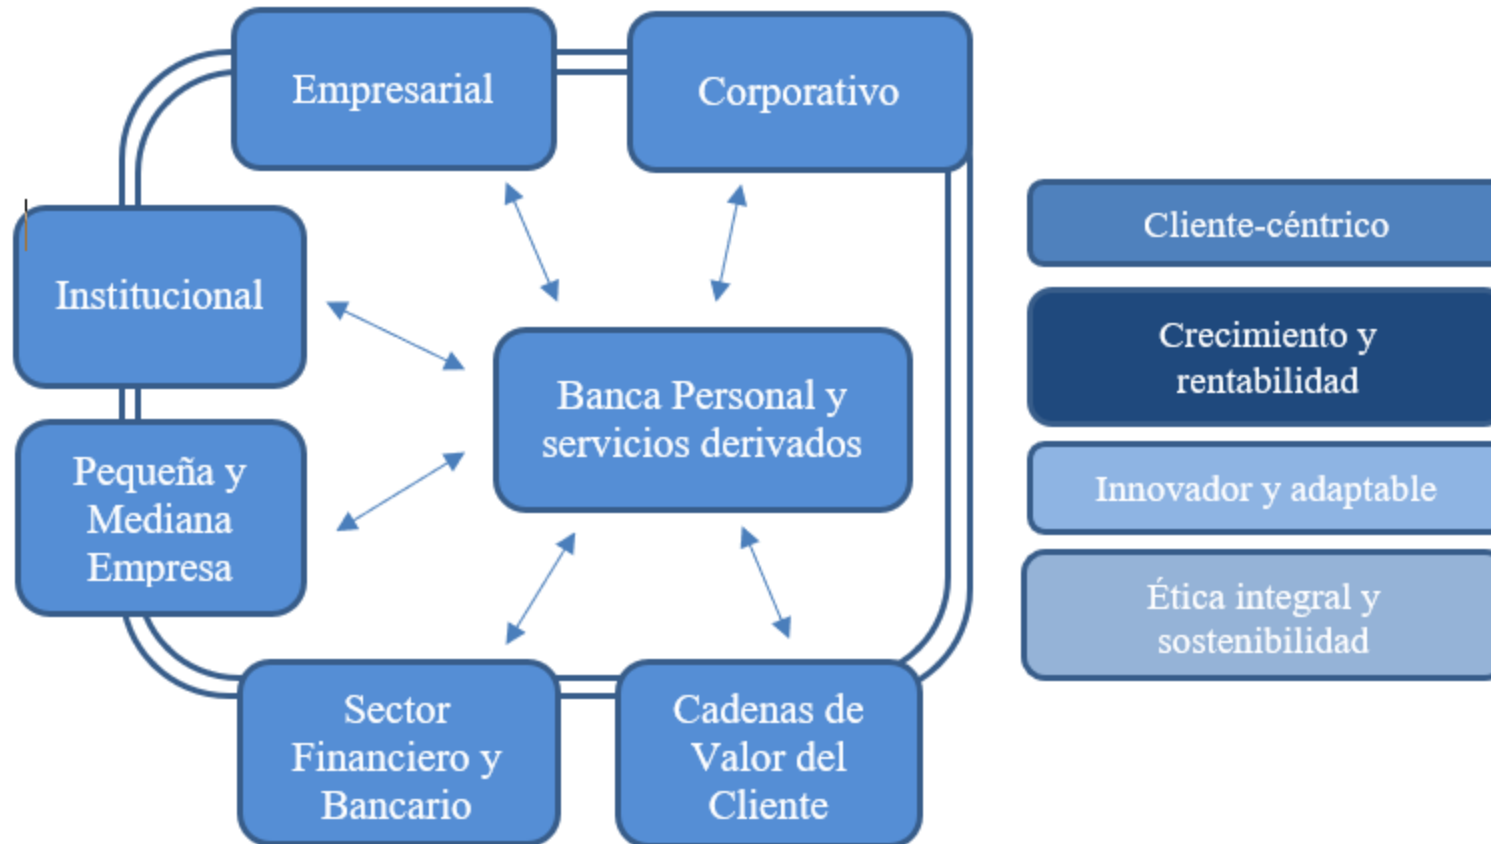 Empresarial
Corporativo
Institucional
Pequeña y
Mediana
Empresa
Banca Personal y
servicios derivados
Sector
Financiero y
Bancario
Cadenas de
Valor del
Cliente
Cliente-céntrico
Crecimiento y
rentabilidad
Innovador y adaptable
Ética integral y
sostenibilidad